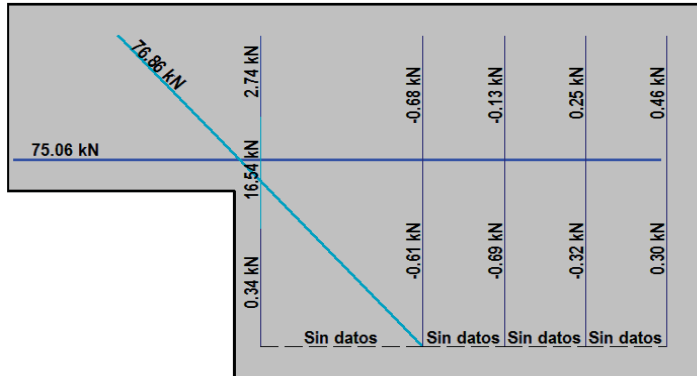 76.86 kN
2.74 kN
-0.68 kN
-0.13 kN
0.25 kN
0.46 kN
75.06 kN
16.54 kN
0.34 kN
-0.61 kN
-0.69 kN
-0.32 kN
0.30 kN
Sin datos
Sin datos
Sin datos
Sin datos